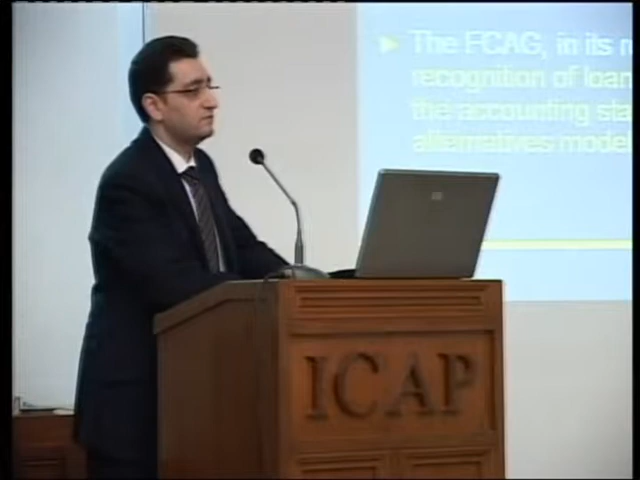 The FCAG, in its
recognition of loan
the accounting sta
alternatives model
ICAP